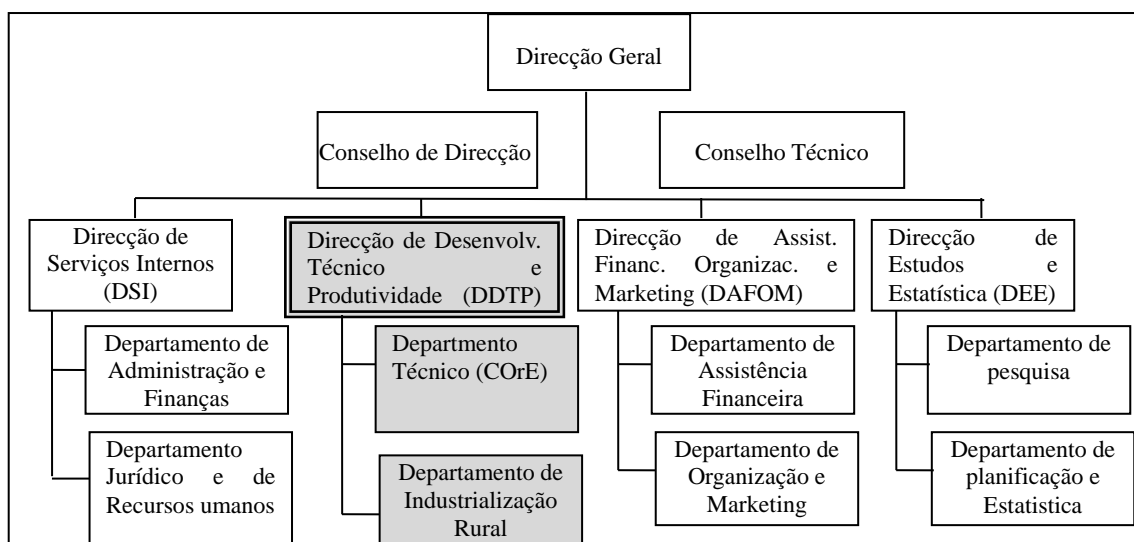 Direcção Geral
Conselho de Direcção
Conselho Técnico
Direcção de
Serviços Internos
(DSI)
Direcção de Desenvolv.
Técnico e
Produtividade (DDTP)
Direcção de Assist.
Financ. Organizac. e
Marketing (DAFOM)
Direcção de
Estudos e
Estatística (DEE)
Departamento de
Administração e
Finanças
Departmento
Técnico (COrE)
Departamento de
Assistência
Financeira
Departamento de
pesquisa
Departamento
Jurídico e de
Recursos umanos
Departamento de
Industrialização
Rural
Departamento de
Organização e
Marketing
Departamento de
planificação e
Estatistica